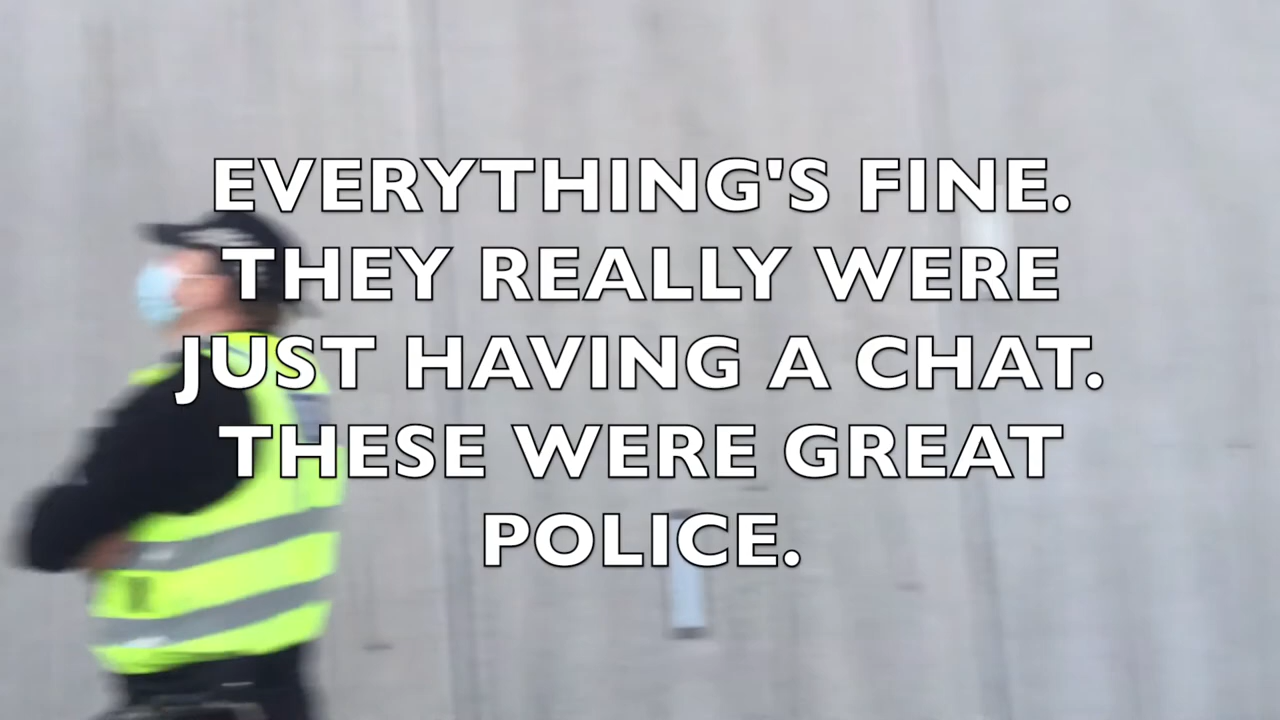 EVERYTHING'S FINE.
THEY REALLY WERE
JUST HAVING A CHAT.
THESE WERE GREAT
POLICE.